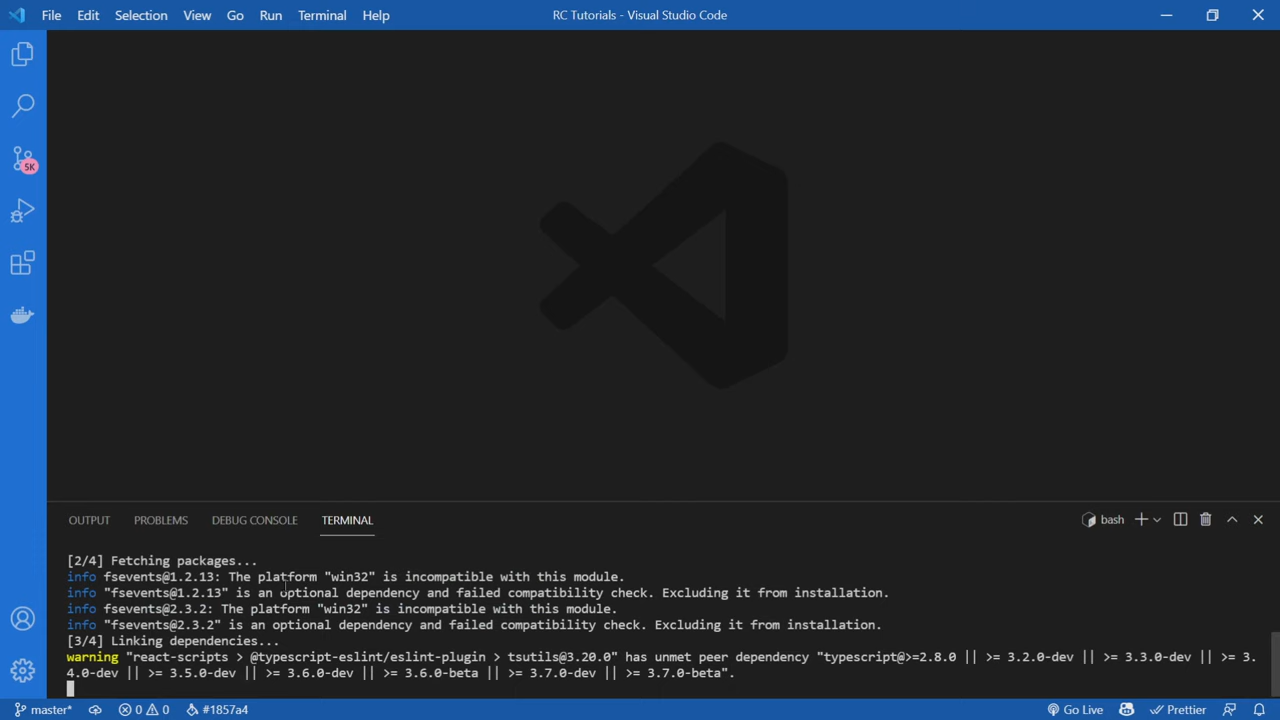 File Edit Selection View Go Run Terminal Help
RC Tutorials - Visual Studio Code
5K
OUTPUT PROBLEMS DEBUG CONSOLE TERMINAL
bash
[2/4] Fetching packages...
info fsevents@1.2.13: The platform "win32" is incompatible with this module.
info "fsevents@1.2.13" is an optional dependency and failed compatibility check. Excluding it from installation.
info fsevents@2.3.2: The platform "win32" is incompatible with this module.
info "fsevents@2.3.2" is an optional dependency and failed compatibility check. Excluding it from installation.
[3/4] Linking dependencies...
warning "react-scripts > @typescript-eslint/eslint-plugin > tsutils@3.20.0" has unmet peer dependency "typescript@>=2.8.0 || >= 3.2.0-dev || >= 3.3.0-dev || >= 3.
4.0-dev || >= 3.5.0-dev || >= 3.6.0-dev || >= 3.6.0-beta || >= 3.7.0-dev || >= 3.7.0-beta".
master* 0 0 #1857a4 Go Live Prettier